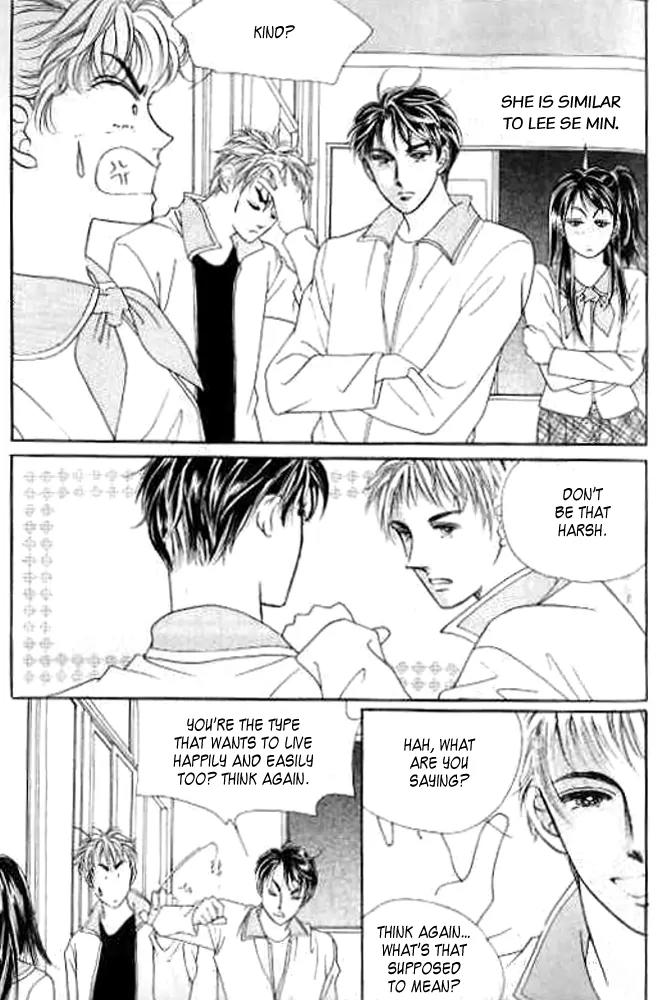 KIND?
SHE IS SIMILAR
TO LEE SE MIN.
DON'T
BE THAT
HARSH.
YOU'RE THE TYPE
THAT WANTS TO LIVE
HAPPILY AND EASILY
TOO? THINK AGAIN.
HAH, WHAT
ARE YOU
SAYING?
THINK AGAIN...
WHAT'S THAT
SUPPOSED
TO MEAN?